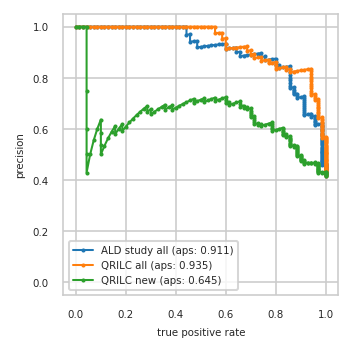 1.0
0.8
0.6
0.4
0.2
0.0
precision
ALD study all (aps: 0.911)
QRILC all (aps: 0.935)
QRILC new (aps: 0.645)
0.0 0.2 0.4 0.6 0.8 1.0
true positive rate